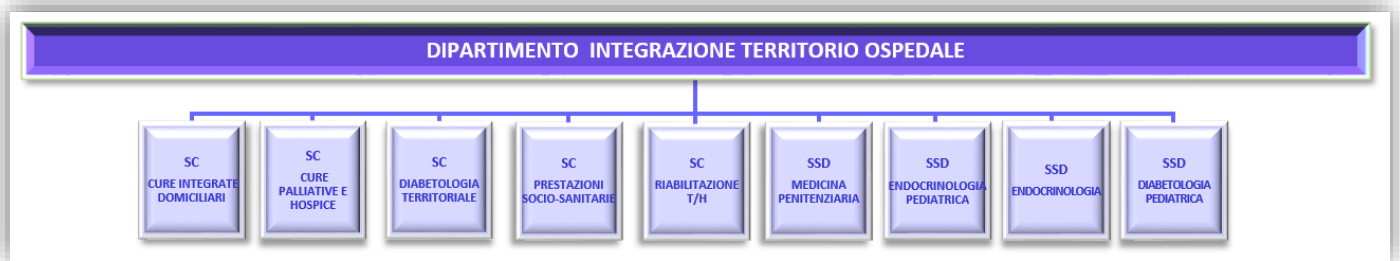 DIPARTIMENTO INTEGRAZIONE TERRITORIO OSPEDALE
SC
CURE INTEGRATE
DOMICILIARI
SC
CURE
PALLIATIVE E
HOSPICE
SC
DIABETOLOGIA
TERRITORIALE
SC
PRESTAZIONI
SOCIO-SANITARIE
SC
RIABILITAZIONE
T/H
SSD
MEDICINA
PENITENZIARIA
SSD
ENDOCRINOLOGIA
PEDIATRICA
SSD
ENDOCRINOLOGIA
SSD
DIABETOLOGIA
PEDIATRICA